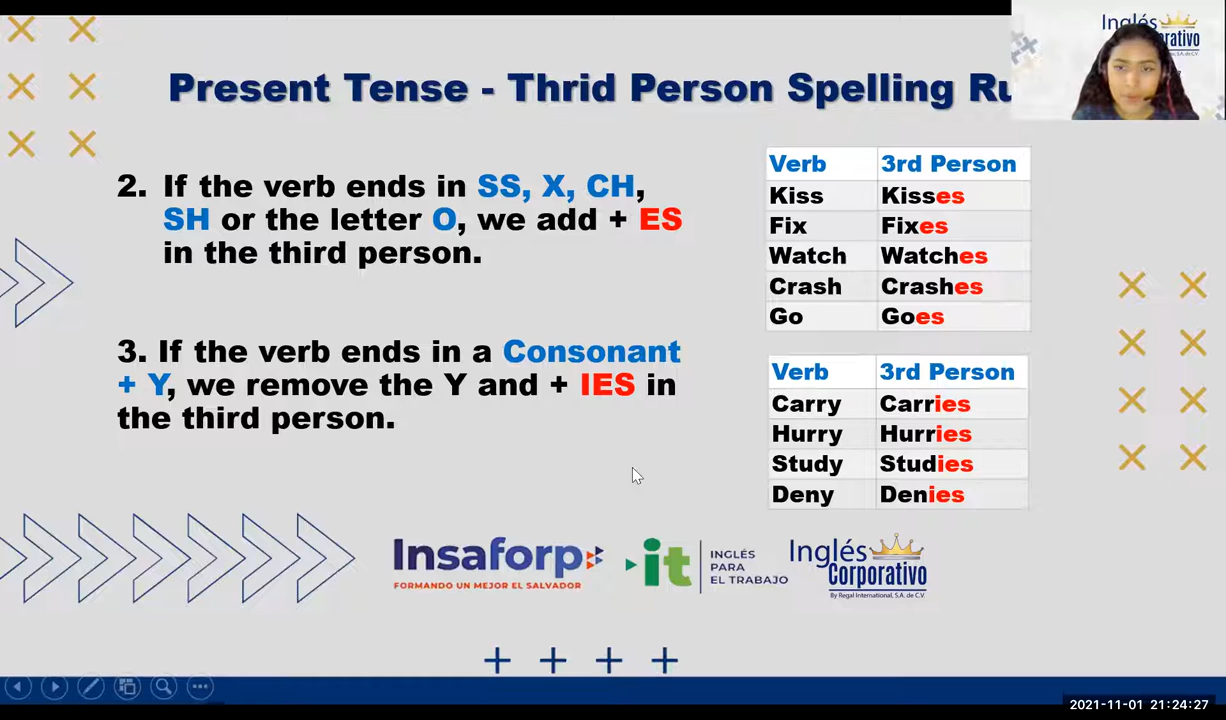 Inglés
Present Tense - Thrid Person Spelling
2. If the verb ends in SS, X, CH,
SH or the letter O, we add + ES
in the third person.
Verb 3rd Person
Kiss Kisses
Fix Fixes
Watch Watches
Crash Crashes
Go Goes
3. If the verb ends in a Consonant
+ Y, we remove the Y and + IES in
the third person.
Verb 3rd Person
Carry Carries
Hurry Hurries
Study Studies
Deny Denies
Insaforp
FORMANDO UN MEJOR EL SALVADOR
it
INGLÉS
PARA
EL TRABAJO
Inglés
Corporativo
By Regal International, S.A. de C.V.
2021-11-01 21:24:27